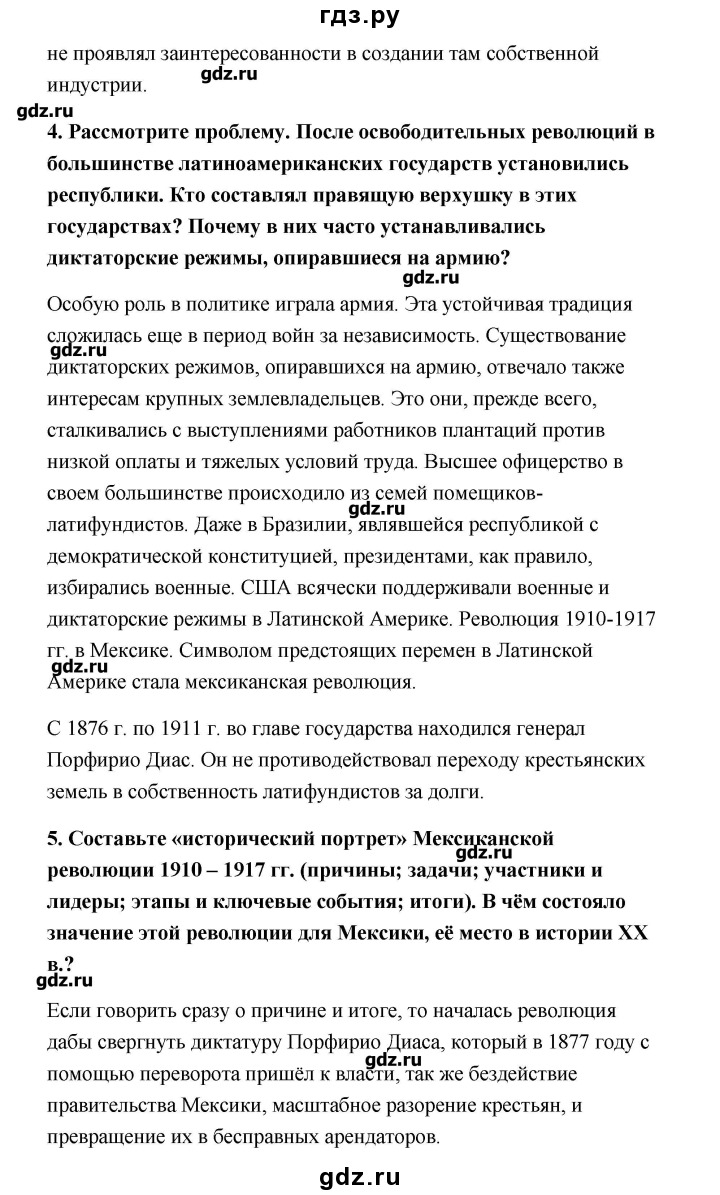 гдз.ру
не проявлял заинтересованности в создании там собственной
gdz.ru
индустрии.
gdz.ru
4. Рассмотрите проблему. После освободительных революций в
большинстве латиноамериканских государств установились
республики. Кто составлял правящую верхушку в этих
государствах? Почему в них часто устанавливались
диктаторские режимы, опиравшиеся на армию?
gdz.ru
Особую роль в политике играла армия. Эта устойчивая традиция
сложилась еще в период войн за независимость. Существование
gdz.ru
диктаторских режимов, опиравшихся на армию, отвечало также
интересам крупных землевладельцев. Это они, прежде всего,
сталкивались с выступлениями работников плантаций против
низкой оплаты и тяжелых условий труда. Высшее офицерство в
своем большинстве происходило из семей помещиков-
gdz.ru
латифундистов. Даже в Бразилии, являвшейся республикой с
демократической конституцией, президентами, как правило,
избирались военные. США всячески поддерживали военные и
диктаторские режимы в Латинской Америке. Революция 1910-1917
гг. в Мексике. Символом предстоящих перемен в Латинской
gdz.ru
Америке стала мексиканская революция.
С 1876 г. по 1911 г. во главе государства находился генерал
Порфирио Диас. Он не противодействовал переходу крестьянских
земель в собственность латифундистов за долги.
5. Составьте «исторический портрет» Мексиканской
gdz.ru
революции 1910 – 1917 гг. (причины; задачи; участники и
лидеры; этапы и ключевые события; итоги). В чём состояло
значение этой революции для Мексики, её место в истории XX
в.?
gdz.ru
Если говорить сразу о причине и итоге, то началась революция
дабы свергнуть диктатуру Порфирио Диаса, который в 1877 году с
gdz.ru
помощью переворота пришёл к власти, так же бездействие
правительства Мексики, масштабное разорение крестьян, и
превращение их в бесправных арендаторов.
gdz.ru